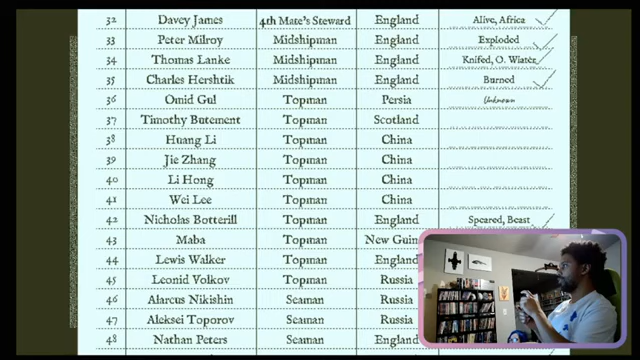 32 Davey James 4th Mate's Steward England Alive, Africa
33 Peter Milroy Midshipman England Exploded
34 Thomas Lanke Midshipman England Knifed, O. Wiater
35 Charles Hershtik Midshipman England Burned
36 Omid Gul Topman Persia Unknown
37 Timothy Butement Topman Scotland
38 Huang Li Topman China
39 Jie Zhang Topman China
40 Li Hong Topman China
41 Wei Lee Topman China
42 Nicholas Botterill Topman England Speared, Beast
43 Maba Topman New Guin
44 Lewis Walker Topman England
45 Leonid Volkov Topman Russia
46 Alarcus Nikishin Seaman Russia
47 Aleksei Toporov Seaman Russia
48 Nathan Peters Seaman England